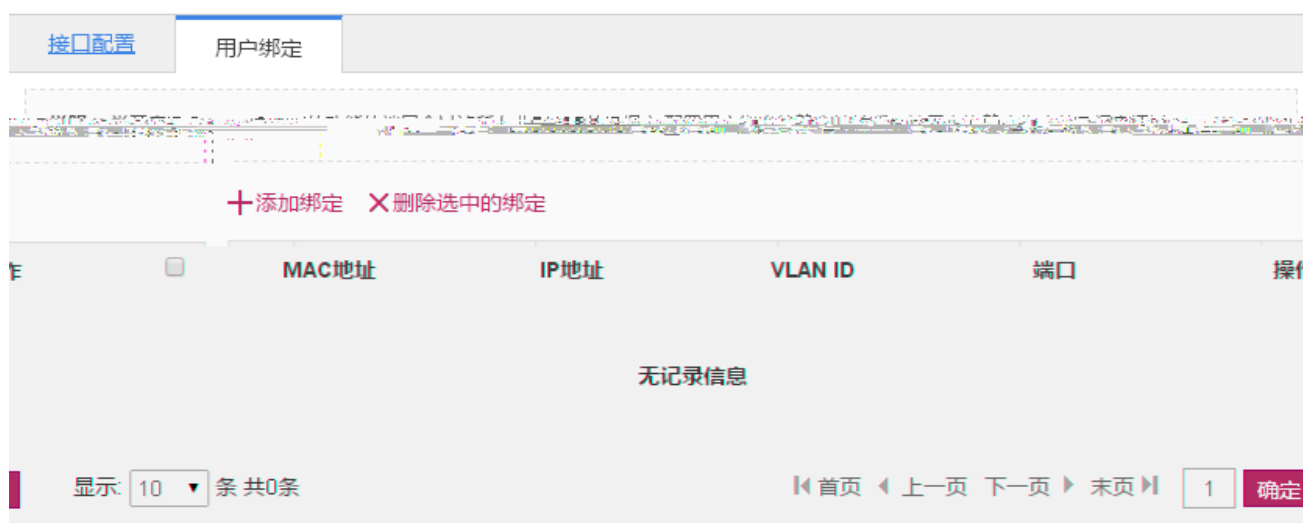 接口配置 用户绑定
添加绑定 删除选中的绑定
作 MAC地址 IP地址 VLAN ID 端口 操作
无记录信息
显示: 10 条 共0条 首页 上一页 下一页 末页 1 确定